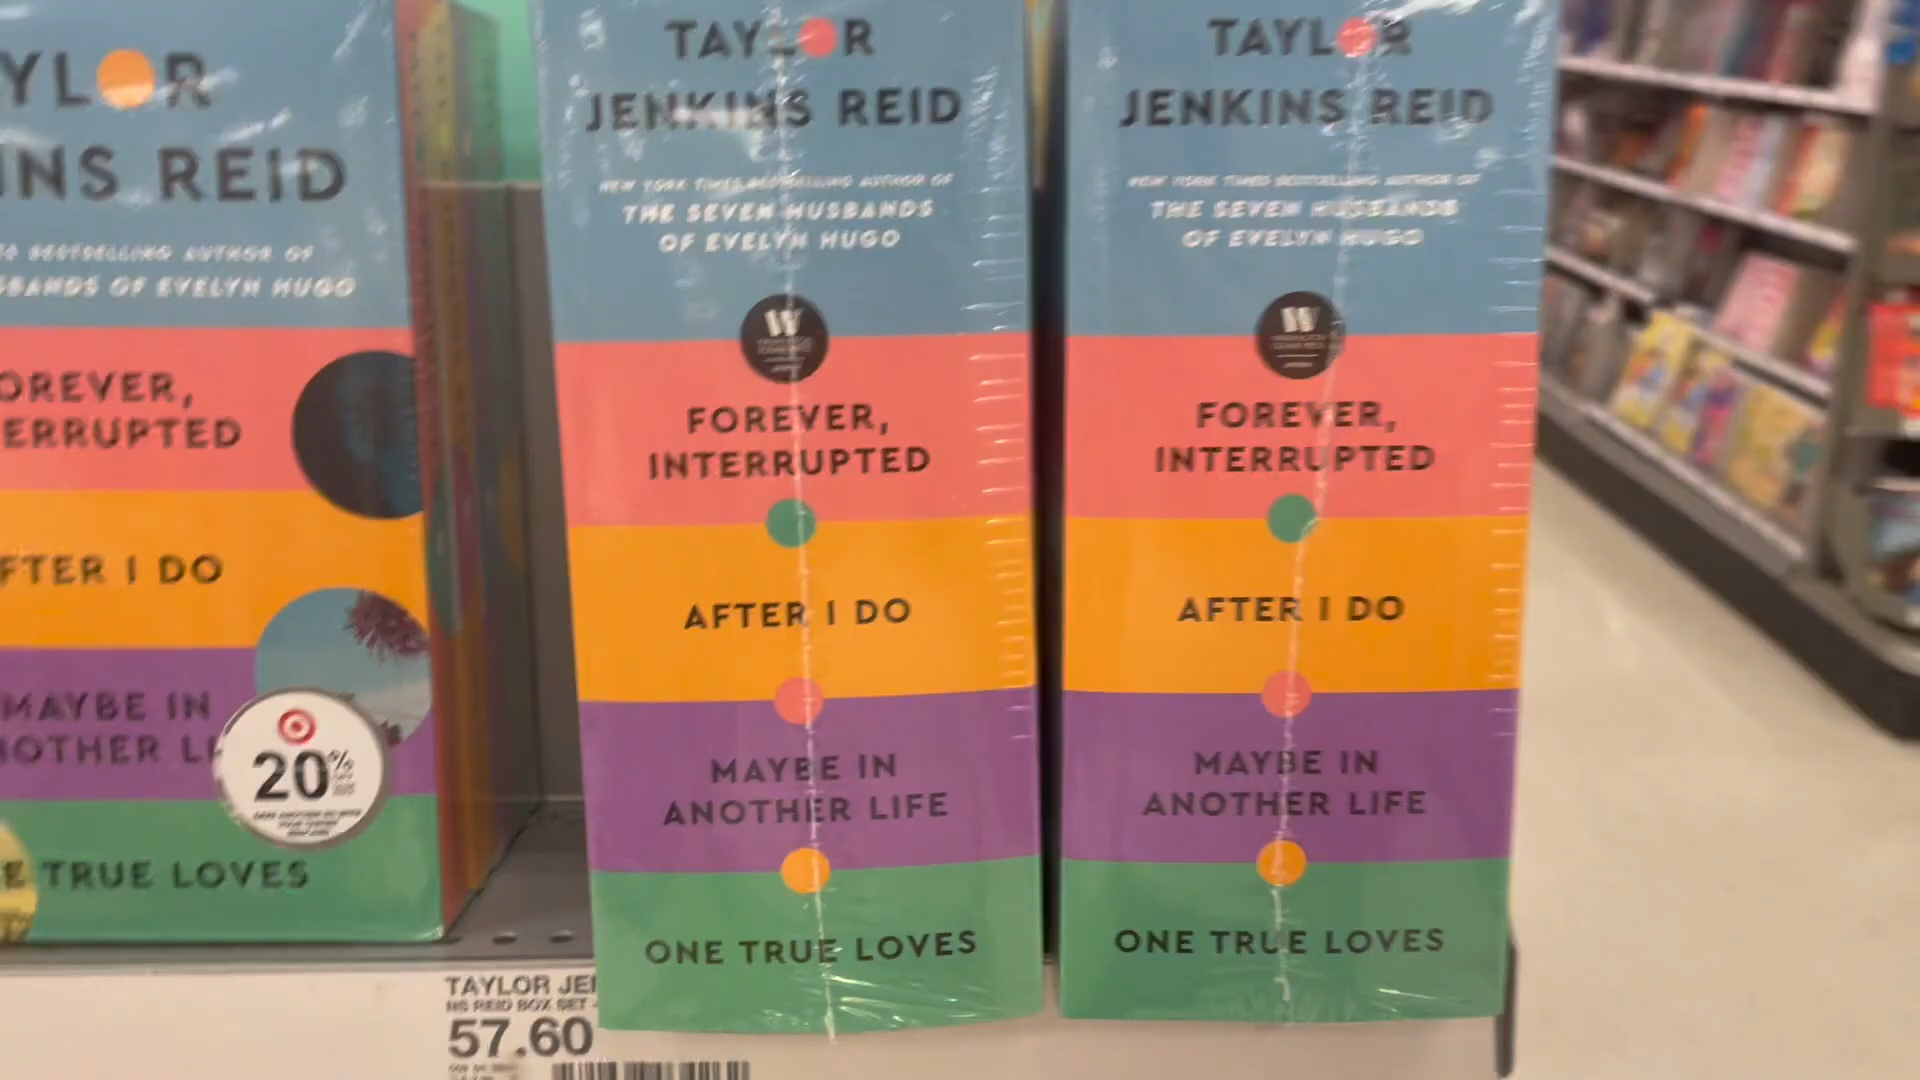 YLOR
INS REID
BESTSELLING AUTHOR OF
SBANDS OF EVELYN HUGO
OREVER,
ERRUPTED
FTER I DO
MAYBE IN
NOTHER LI
20%
E TRUE LOVES
TAYLOR
JENKINS REID
NEW YORK TIMES BESTSELLING AUTHOR OF
THE SEVEN HUSBANDS
OF EVELYN HUGO
W
FOREVER,
INTERRUPTED
AFTER I DO
MAYBE IN
ANOTHER LIFE
ONE TRUE LOVES
TAYLOR
JENKINS REID
NEW YORK TIMES BESTSELLING AUTHOR OF
THE SEVEN HUSBANDS
OF EVELYN HUGO
W
FOREVER,
INTERRUPTED
AFTER I DO
MAYBE IN
ANOTHER LIFE
ONE TRUE LOVES
TAYLOR JE
NS REID BOX SET -
57.60